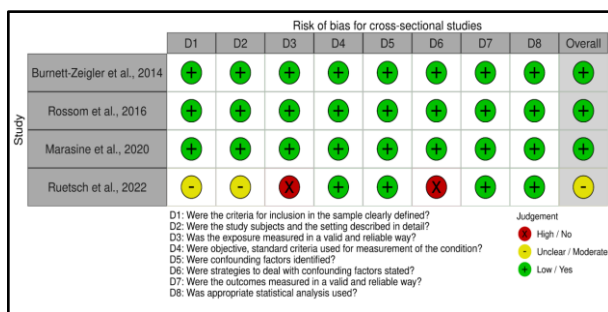 Risk of bias for cross-sectional studies
D1 D2 D3 D4 D5 D6 D7 D8 Overall
Study
Burnett-Zeigler et al., 2014 + + + + + + + + +
Rossom et al., 2016 + + + + + + + + +
Marasine et al., 2020 + + + + + + + + +
Ruetsch et al., 2022 - - X + + X + + -
D1: Were the criteria for inclusion in the sample clearly defined?
D2: Were the study subjects and the setting described in detail?
D3: Was the exposure measured in a valid and reliable way?
D4: Were objective, standard criteria used for measurement of the condition?
D5: Were confounding factors identified?
D6: Were strategies to deal with confounding factors stated?
D7: Were the outcomes measured in a valid and reliable way?
D8: Was appropriate statistical analysis used?
Judgement
X High / No
- Unclear / Moderate
+ Low / Yes